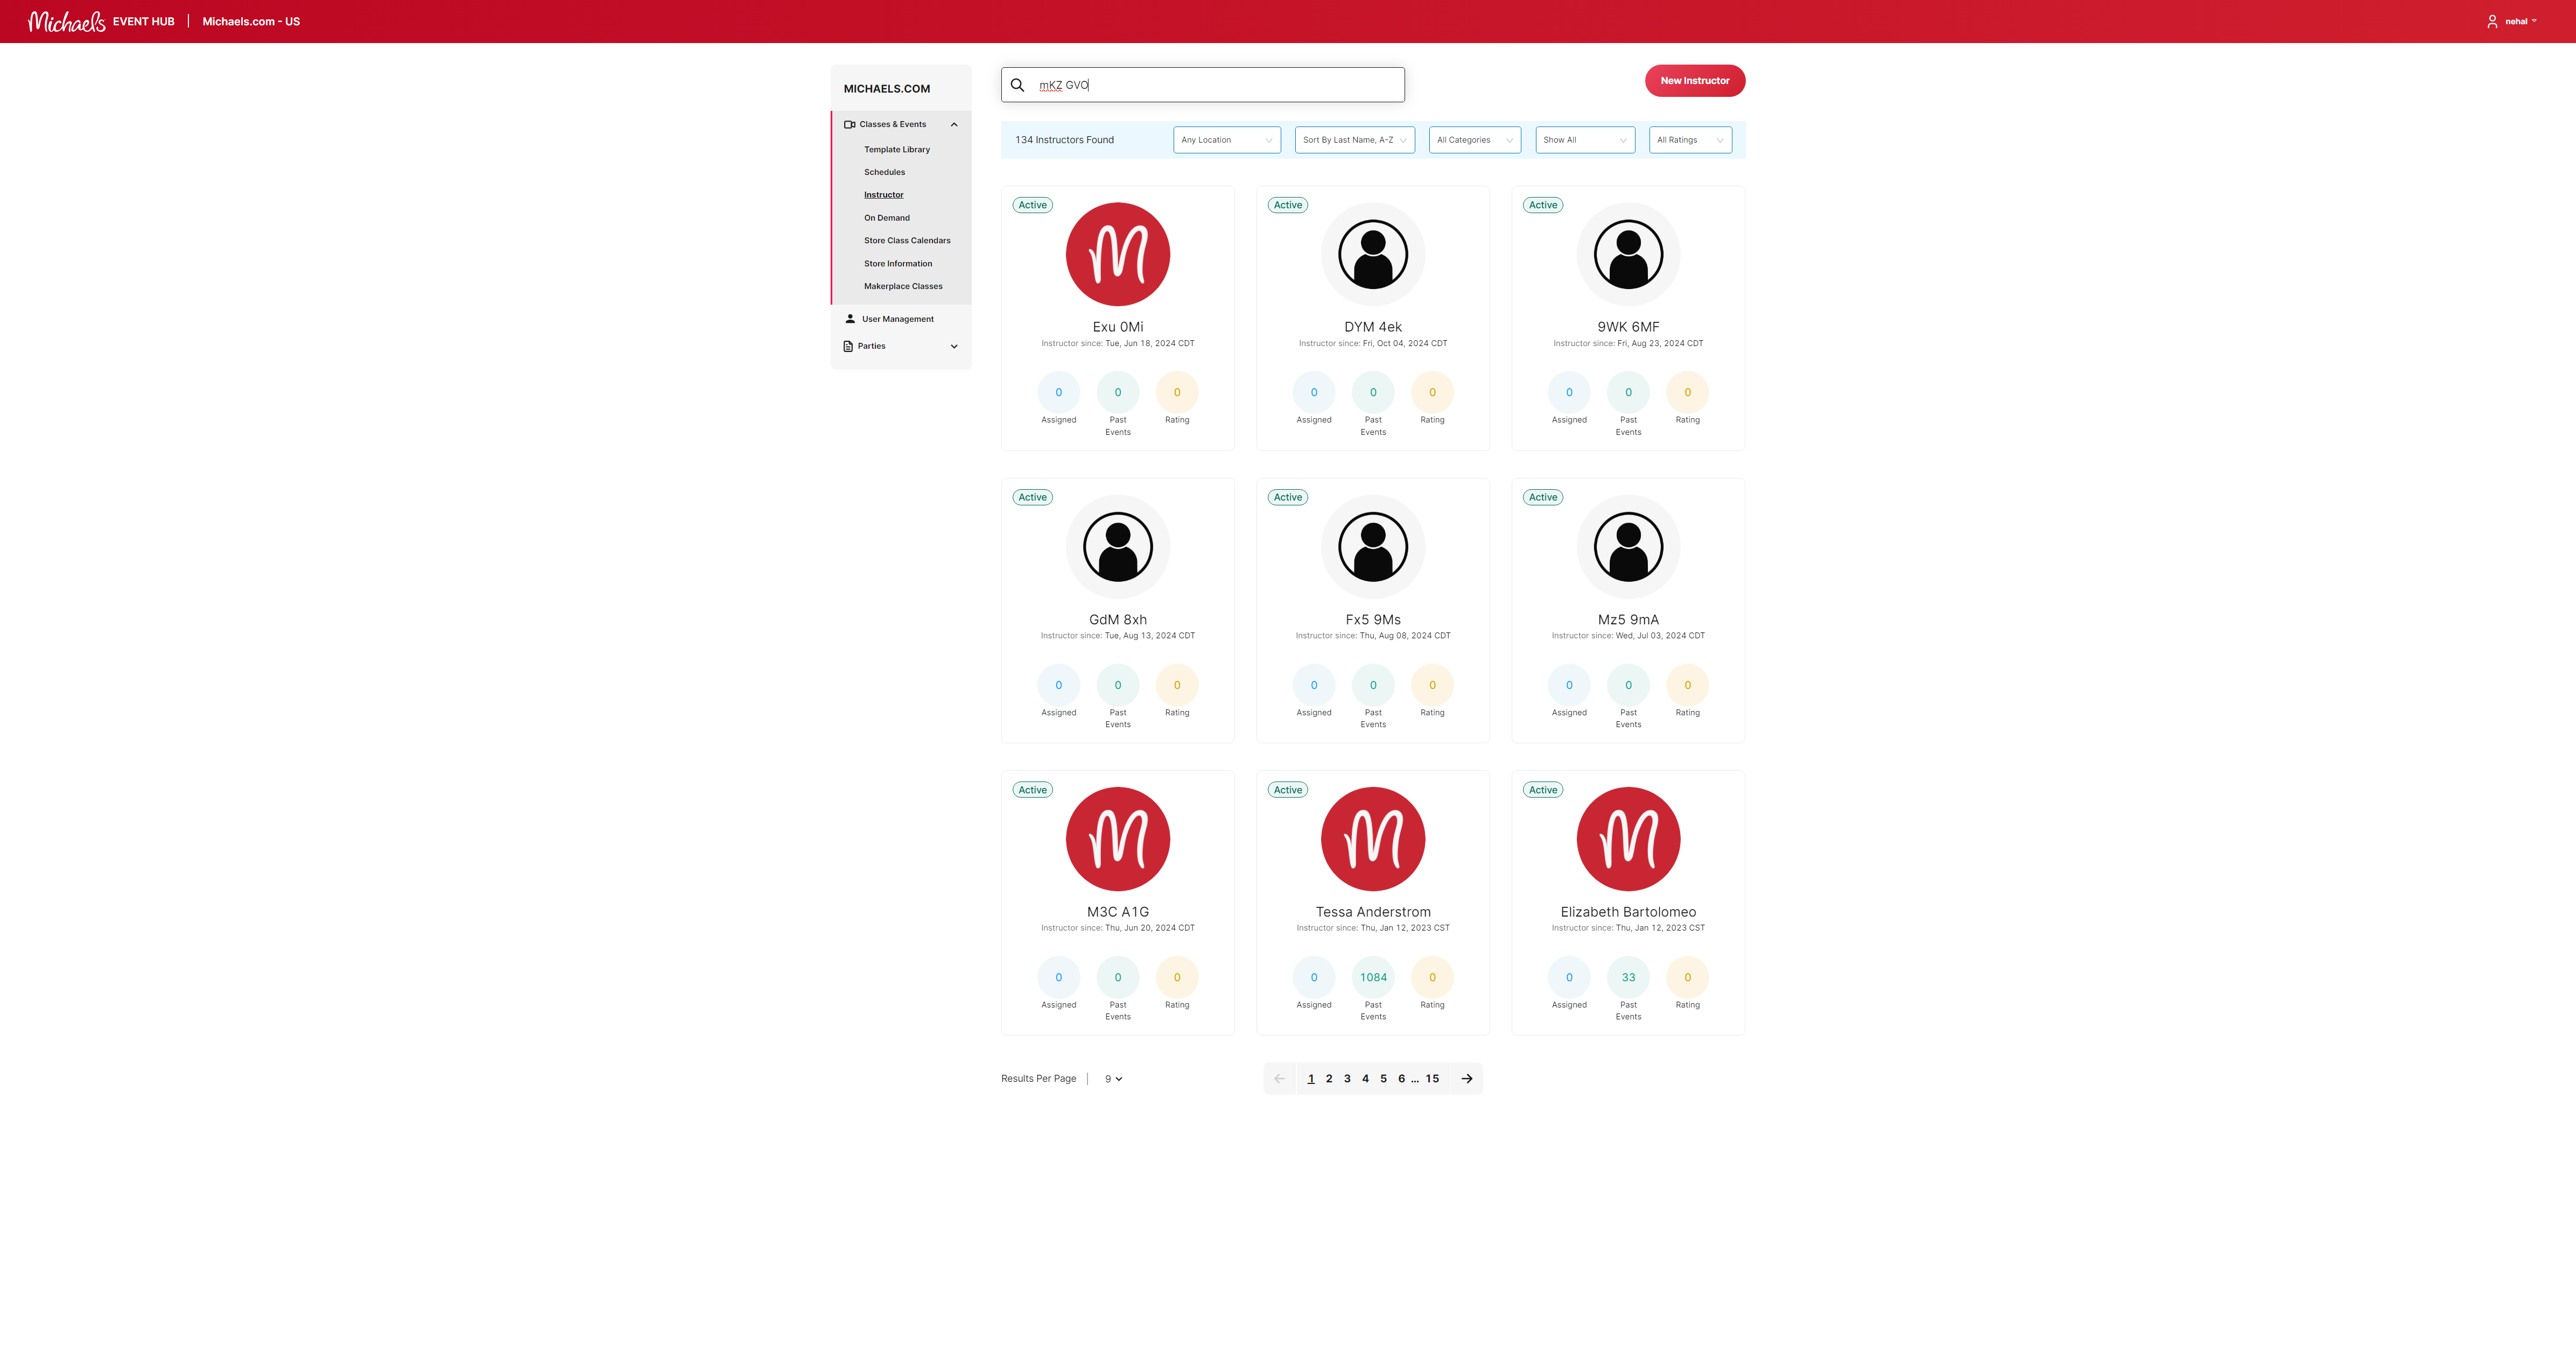 Michaels EVENT HUB | Michaels.com - US
nehal
MICHAELS.COM
Classes & Events
Template Library
Schedules
Instructor
On Demand
Store Class Calendars
Store Information
Makerplace Classes
User Management
Parties
mKZ GVO
New Instructor
134 Instructors Found
Any Location
Sort By Last Name, A-Z
All Categories
Show All
All Ratings
Active
Exu 0Mi
Instructor since: Tue, Jun 18, 2024 CDT
0 0 0
Assigned Past Events Rating
Active
DYM 4ek
Instructor since: Fri, Oct 04, 2024 CDT
0 0 0
Assigned Past Events Rating
Active
9WK 6MF
Instructor since: Fri, Aug 23, 2024 CDT
0 0 0
Assigned Past Events Rating
Active
GdM 8xh
Instructor since: Tue, Aug 13, 2024 CDT
0 0 0
Assigned Past Events Rating
Active
Fx5 9Ms
Instructor since: Thu, Aug 08, 2024 CDT
0 0 0
Assigned Past Events Rating
Active
Mz5 9mA
Instructor since: Wed, Jul 03, 2024 CDT
0 0 0
Assigned Past Events Rating
Active
M3C A1G
Instructor since: Thu, Jun 20, 2024 CDT
0 0 0
Assigned Past Events Rating
Active
Tessa Anderstrom
Instructor since: Thu, Jan 12, 2023 CST
0 1084 0
Assigned Past Events Rating
Active
Elizabeth Bartolomeo
Instructor since: Thu, Jan 12, 2023 CST
0 33 0
Assigned Past Events Rating
Results Per Page | 9
1 2 3 4 5 6 ... 15